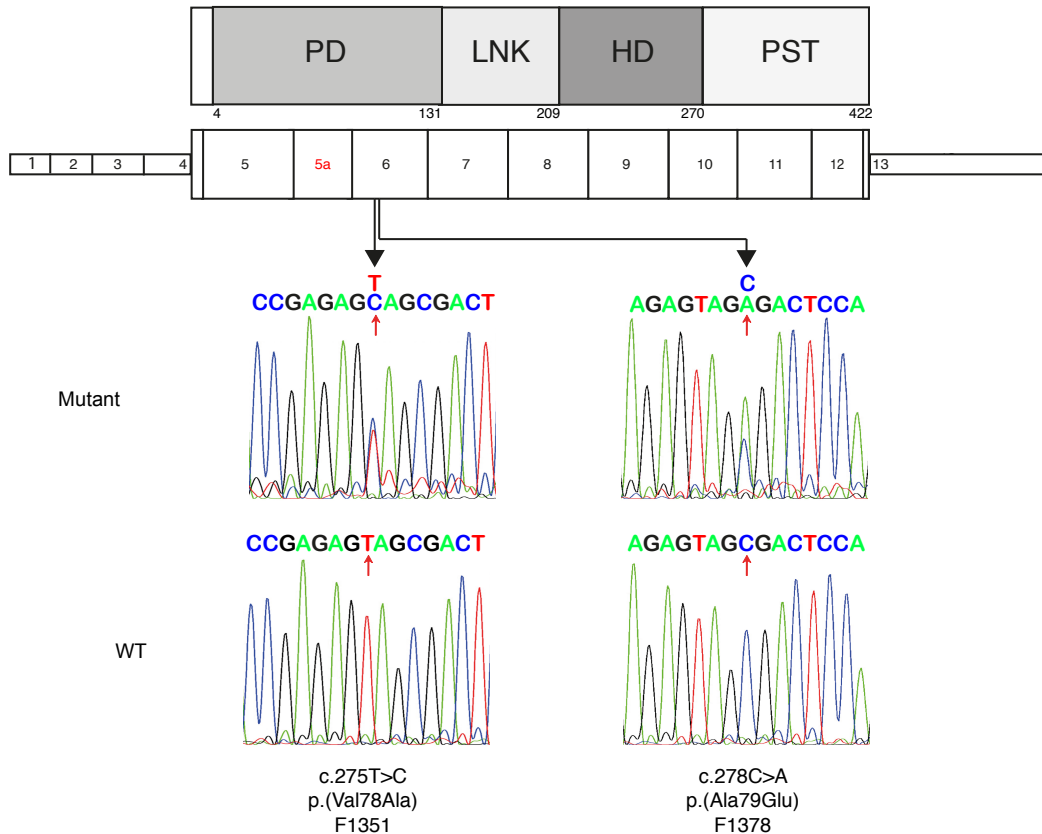 PD LNK HD PST
4 131 209 270 422
1 2 3 4 5 5a 6 7 8 9 10 11 12 13
T C
CCGAGAGCAGCGACT AGAGTAGAGACTCCA
Mutant
CCGAGAGTAGCGACT AGAGTAGCGACTCCA
WT
c.275T>C c.278C>A
p.(Val78Ala) p.(Ala79Glu)
F1351 F1378